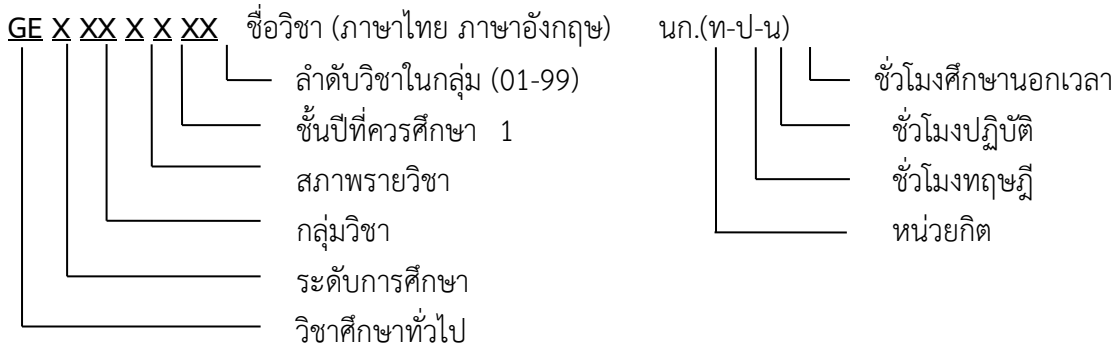 GE X XX X X XX ชื่อวิชา (ภาษาไทย ภาษาอังกฤษ) นก.(ท-ป-น)
ลำดับวิชาในกลุ่ม (01-99) ชั่วโมงศึกษานอกเวลา
ชั้นปีที่ควรศึกษา 1 ชั่วโมงปฏิบัติ
สภาพรายวิชา ชั่วโมงทฤษฎี
กลุ่มวิชา หน่วยกิต
ระดับการศึกษา
วิชาศึกษาทั่วไป